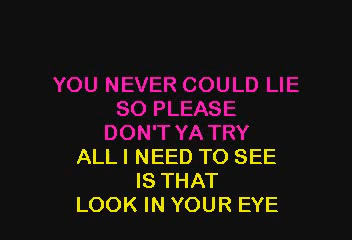 YOU NEVER COULD LIE
SO PLEASE
DON'T YA TRY
ALL I NEED TO SEE
IS THAT
LOOK IN YOUR EYE